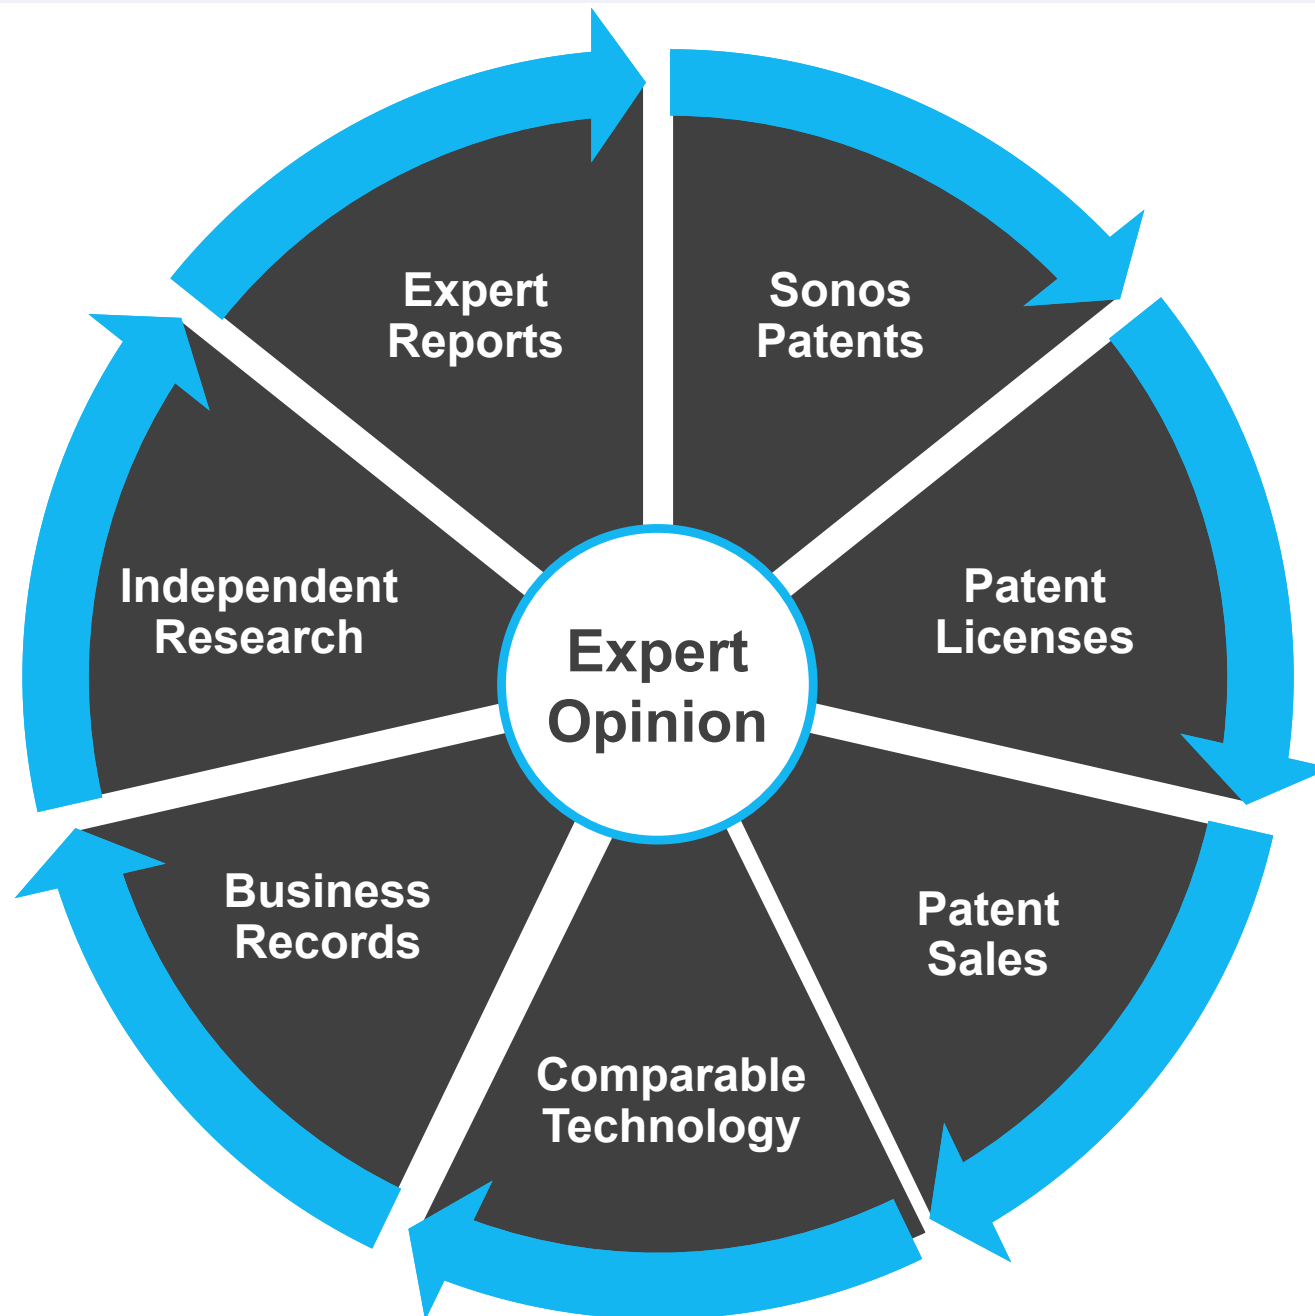 Expert
Reports
Sonos
Patents
Independent
Research
Patent
Licenses
Expert
Opinion
Business
Records
Patent
Sales
Comparable
Technology